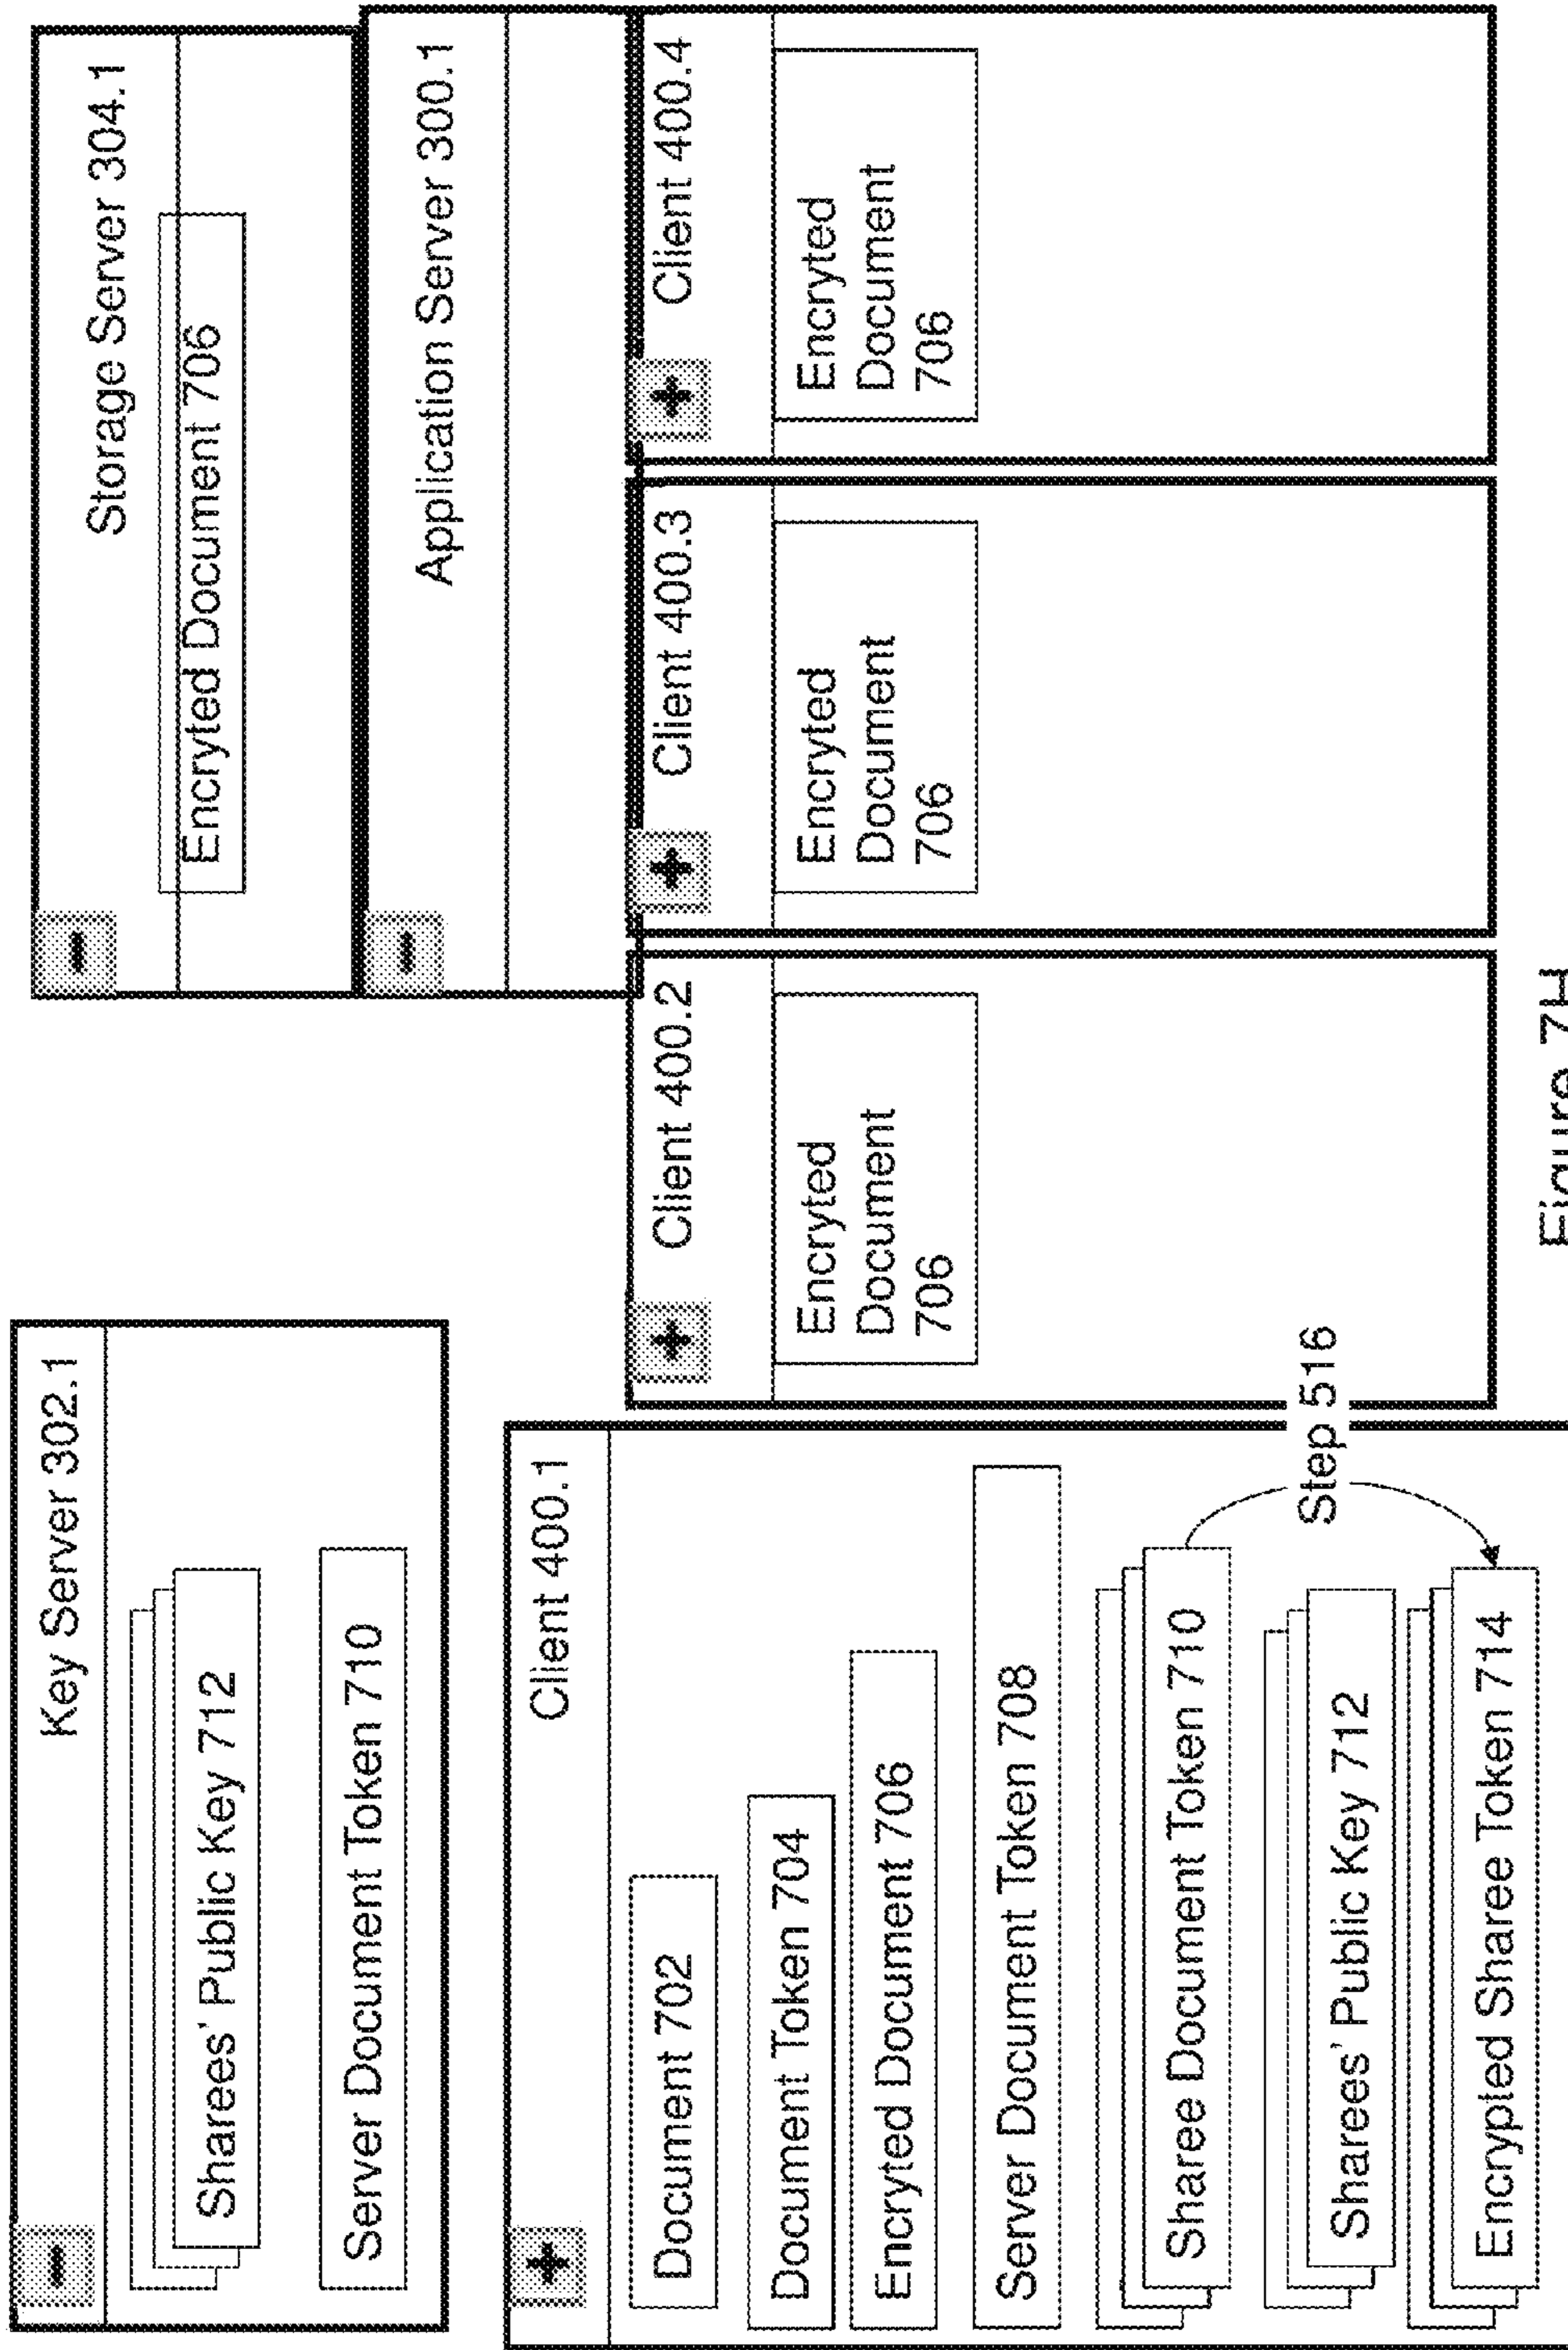 Key Server 302.1
Sharees' Public Key 712
Server Document Token 710
Storage Server 304.1
Encryted Document 706
Application Server 300.1
Client 400.1
Document 702
Document Token 704
Encryted Document 706
Server Document Token 708
Sharee Document Token 710
Sharees' Public Key 712
Encrypted Sharee Token 714
Step 516
Client 400.2
Encryted
Document
706
Client 400.3
Encryted
Document
706
Client 400.4
Encryted
Document
706
Figure 7H